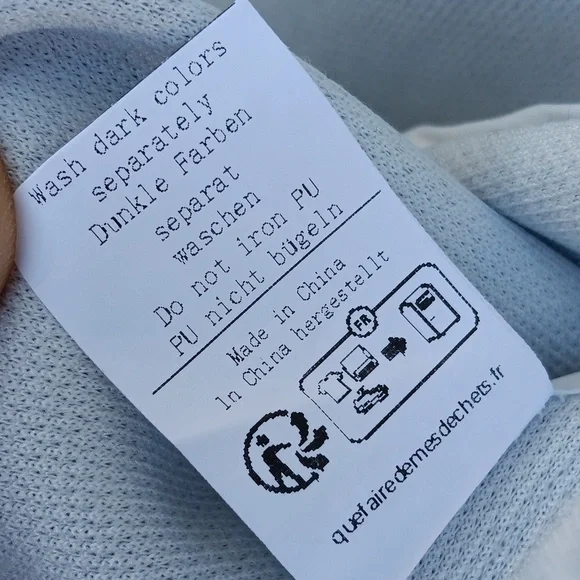 Wash dark colors
separately
Dunkle Farben
separat
waschen
Do not iron PU
PU nicht bügeln
Made in China
In China hergestellt
FR
quefairedemesdechets.fr